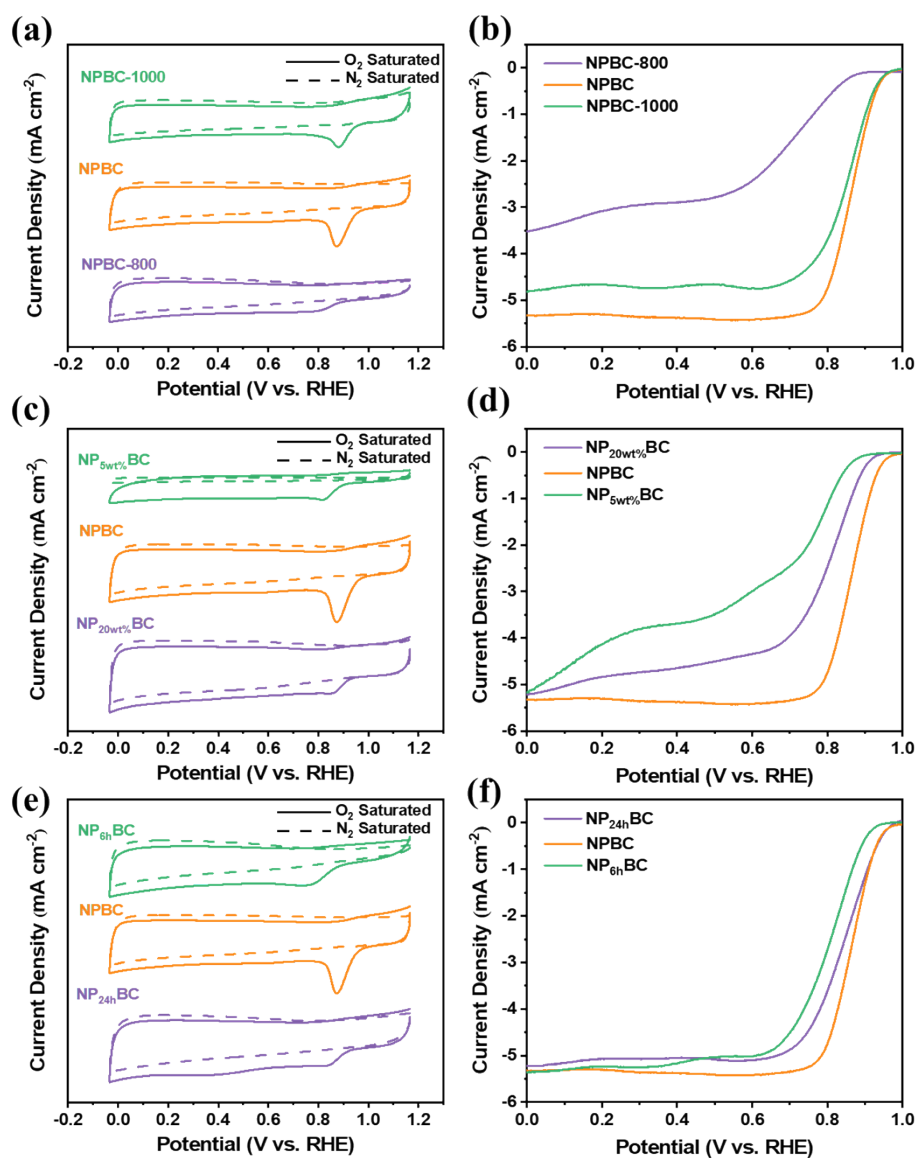 (a)
NPBC-1000
O2 Saturated
N2 Saturated
NPBC
NPBC-800
Current Density (mA cm-2)
-0.2 0.0 0.2 0.4 0.6 0.8 1.0 1.2
Potential (V vs. RHE)
(b)
NPBC-800
NPBC
NPBC-1000
Current Density (mA cm-2)
0
-1
-2
-3
-4
-5
-6
0.0 0.2 0.4 0.6 0.8 1.0
Potential (V vs. RHE)
(c)
O2 Saturated
N2 Saturated
NP5wt%BC
NPBC
NP20wt%BC
Current Density (mA cm-2)
-0.2 0.0 0.2 0.4 0.6 0.8 1.0 1.2
Potential (V vs. RHE)
(d)
NP20wt%BC
NPBC
NP5wt%BC
Current Density (mA cm-2)
0
-1
-2
-3
-4
-5
-6
0.0 0.2 0.4 0.6 0.8 1.0
Potential (V vs. RHE)
(e)
O2 Saturated
N2 Saturated
NP6hBC
NPBC
NP24hBC
Current Density (mA cm-2)
-0.2 0.0 0.2 0.4 0.6 0.8 1.0 1.2
Potential (V vs. RHE)
(f)
NP24hBC
NPBC
NP6hBC
Current Density (mA cm-2)
0
-1
-2
-3
-4
-5
-6
0.0 0.2 0.4 0.6 0.8 1.0
Potential (V vs. RHE)